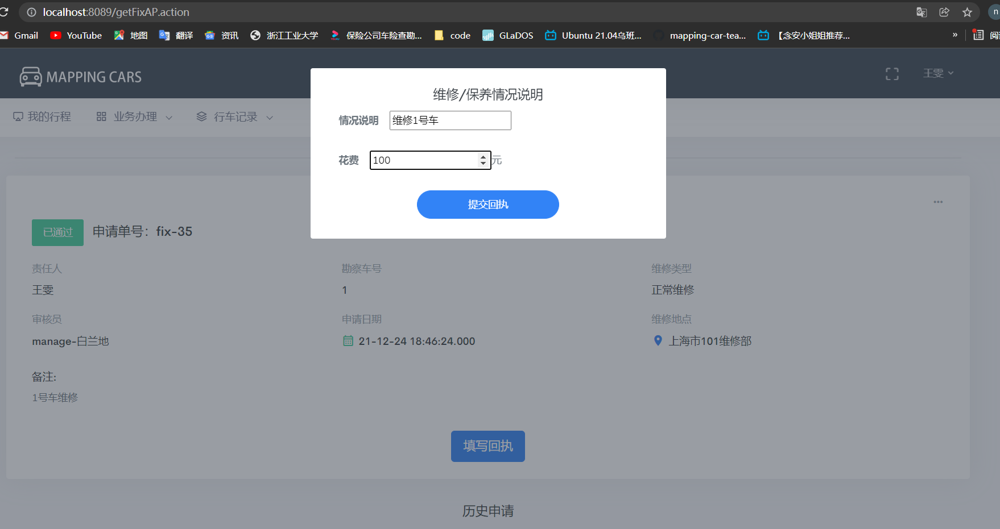 localhost:8089/getFixAP.action
Gmail YouTube 地图 翻译 资讯 浙江工业大学 保险公司车险查勘... code GLaDOS Ubuntu 21.04乌班... mapping-car-tea... 【念安小姐姐推荐... »
MAPPING CARS 王雯
我的行程 业务办理 行车记录
维修/保养情况说明
情况说明 维修1号车
花费 100 元
提交回执
已通过 申请单号：fix-35
责任人 勘察车号 维修类型
王雯 1 正常维修
审核员 申请日期 维修地点
manage-白兰地 21-12-24 18:46:24.000 上海市101维修部
备注:
1号车维修
填写回执
历史申请